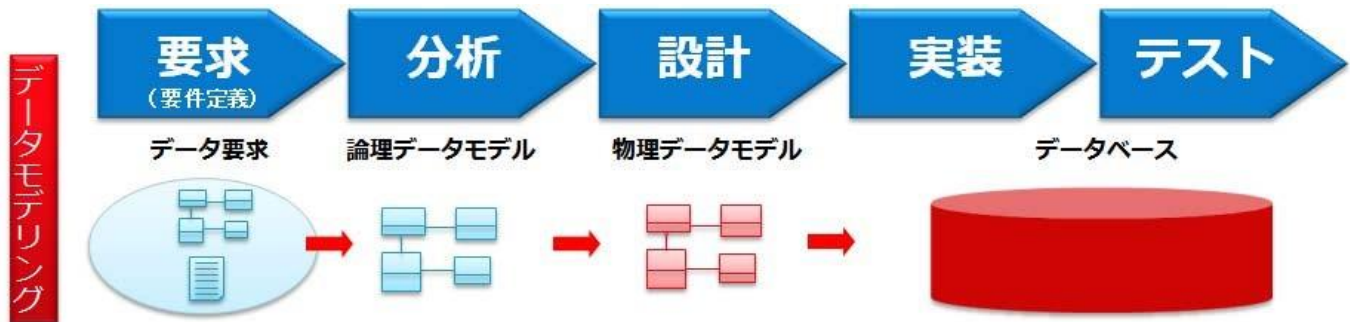 データモデリング
要求
(要件定義)
分析
設計
実装
テスト
データ要求
論理データモデル
物理データモデル
データベース